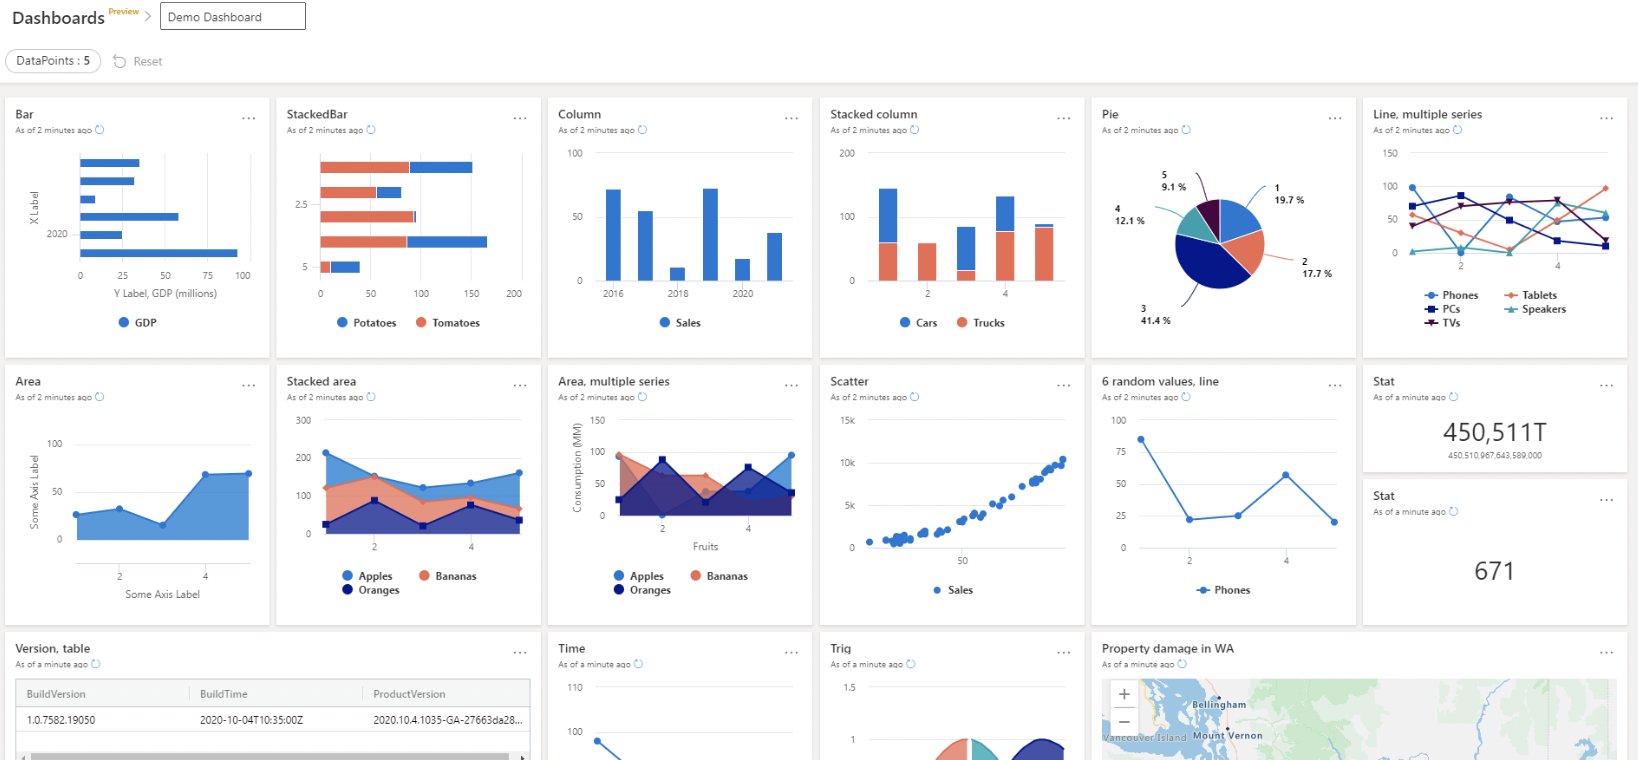 Dashboards Preview > Demo Dashboard
DataPoints : 5 Reset
Bar
As of 2 minutes ago
X Label
2020
0 25 50 75 100
Y Label, GDP (millions)
GDP
StackedBar
As of 2 minutes ago
2.5
5
0 50 100 150 200
Potatoes Tomatoes
Column
As of 2 minutes ago
100
50
0
2016 2018 2020
Sales
Stacked column
As of 2 minutes ago
200
100
0
2 4
Cars Trucks
Pie
As of 2 minutes ago
5
9.1 %
1
19.7 %
4
12.1 %
2
17.7 %
3
41.4 %
Line, multiple series
As of 2 minutes ago
150
100
50
0
2 4
Phones Tablets
PCs Speakers
TVs
Area
As of 2 minutes ago
Some Axis Label
100
50
0
2 4
Some Axis Label
Stacked area
As of 2 minutes ago
300
200
100
0
2 4
Apples Bananas
Oranges
Area, multiple series
As of 2 minutes ago
Consumption (MM)
150
100
50
0
2 4
Fruits
Apples Bananas
Oranges
Scatter
As of 2 minutes ago
15k
10k
5k
0
50
Sales
6 random values, line
As of 2 minutes ago
100
75
50
25
0
2 4
Phones
Stat
As of a minute ago
450,511T
450,510,967,643,589,000
Stat
As of a minute ago
671
Version, table
As of a minute ago
BuildVersion BuildTime ProductVersion
1.0.7582.19050 2020-10-04T10:35:00Z 2020.10.4.1035-GA-27663da28...
Time
As of a minute ago
110
100
Trig
As of a minute ago
1.5
1
Property damage in WA
As of a minute ago
+
−
Bellingham
Vancouver Island Mount Vernon